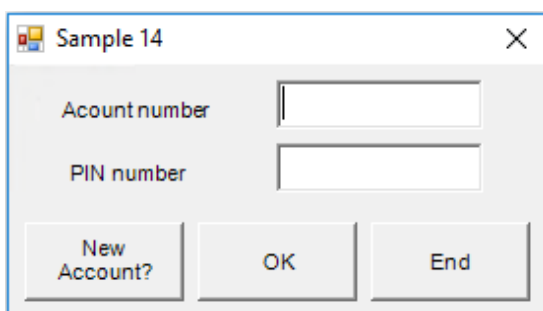 Sample 14
Acount number
PIN number
New
Account?
OK
End